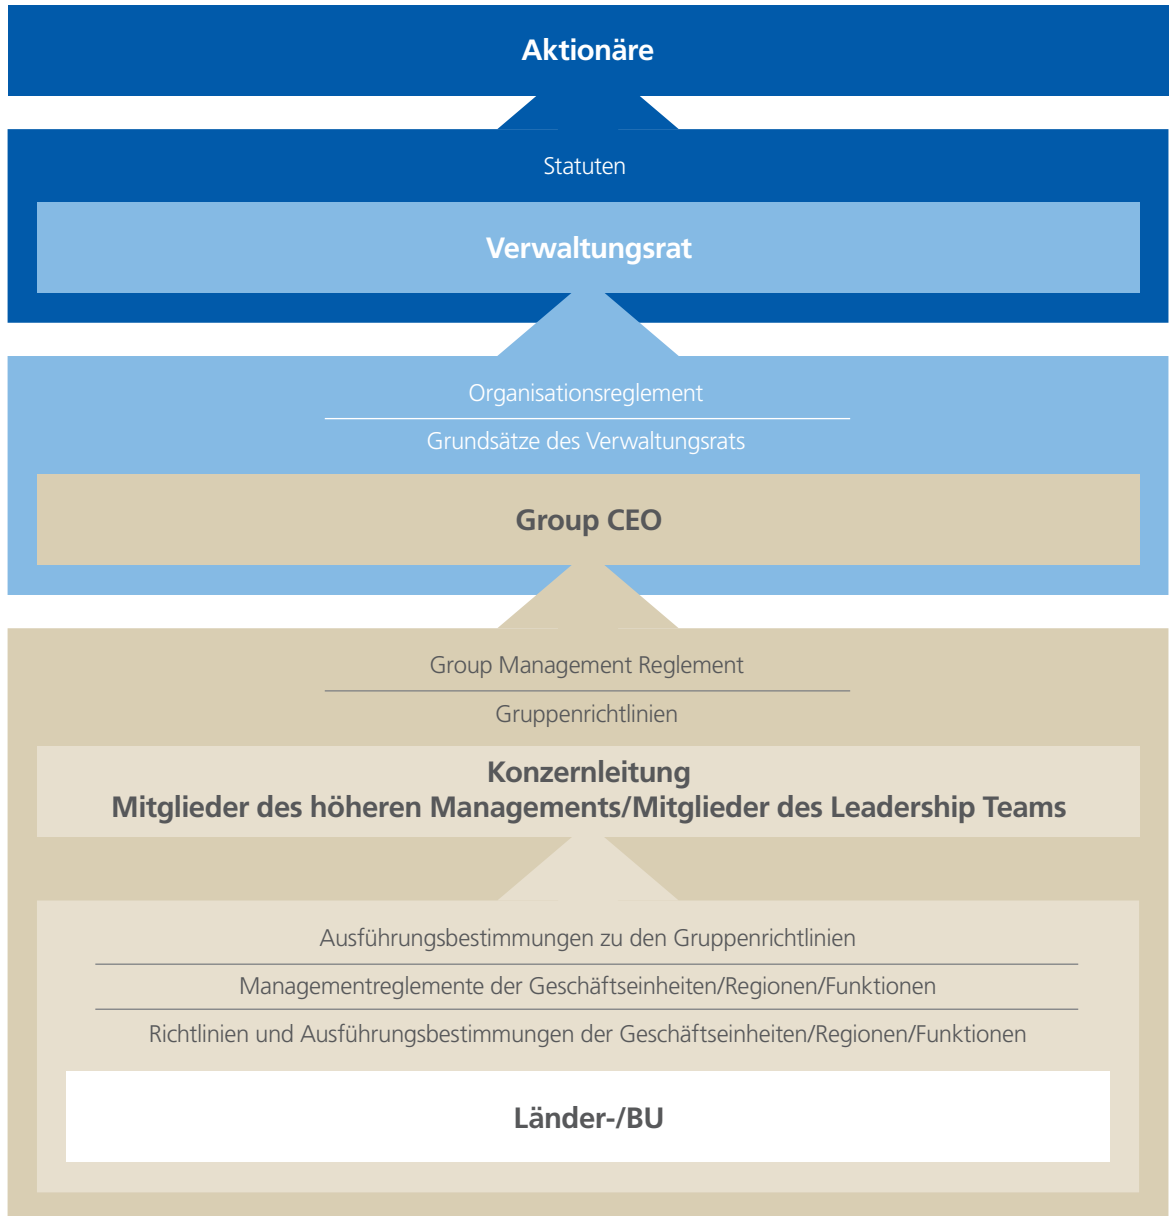 Aktionäre
Statuten
Verwaltungsrat
Organisationsreglement
Grundsätze des Verwaltungsrats
Group CEO
Group Management Reglement
Gruppenrichtlinien
Konzernleitung
Mitglieder des höheren Managements/Mitglieder des Leadership Teams
Ausführungsbestimmungen zu den Gruppenrichtlinien
Managementreglemente der Geschäftseinheiten/Regionen/Funktionen
Richtlinien und Ausführungsbestimmungen der Geschäftseinheiten/Regionen/Funktionen
Länder-/BU